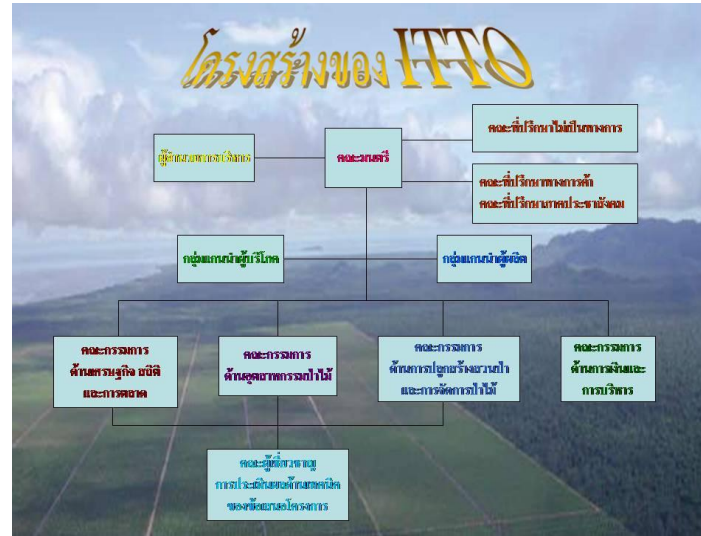 โครงสร้างของ ITTO
คณะที่ปรึกษาไม่เป็นทางการ
ผู้อำนวยการบริหาร
คณะมนตรี
คณะที่ปรึกษาทางการค้า
คณะที่ปรึกษาภาคประชาสังคม
กลุ่มแกนนำผู้บริโภค
กลุ่มแกนนำผู้ผลิต
คณะกรรมการ
ด้านเศรษฐกิจ สถิติ
และการตลาด
คณะกรรมการ
ด้านอุตสาหกรรมป่าไม้
คณะกรรมการ
ด้านการปลูกสร้างสวนป่า
และการจัดการป่าไม้
คณะกรรมการ
ด้านการเงินและ
การบริหาร
คณะผู้เชี่ยวชาญ
การประเมินผลด้านเทคนิค
ของข้อเสนอโครงการ